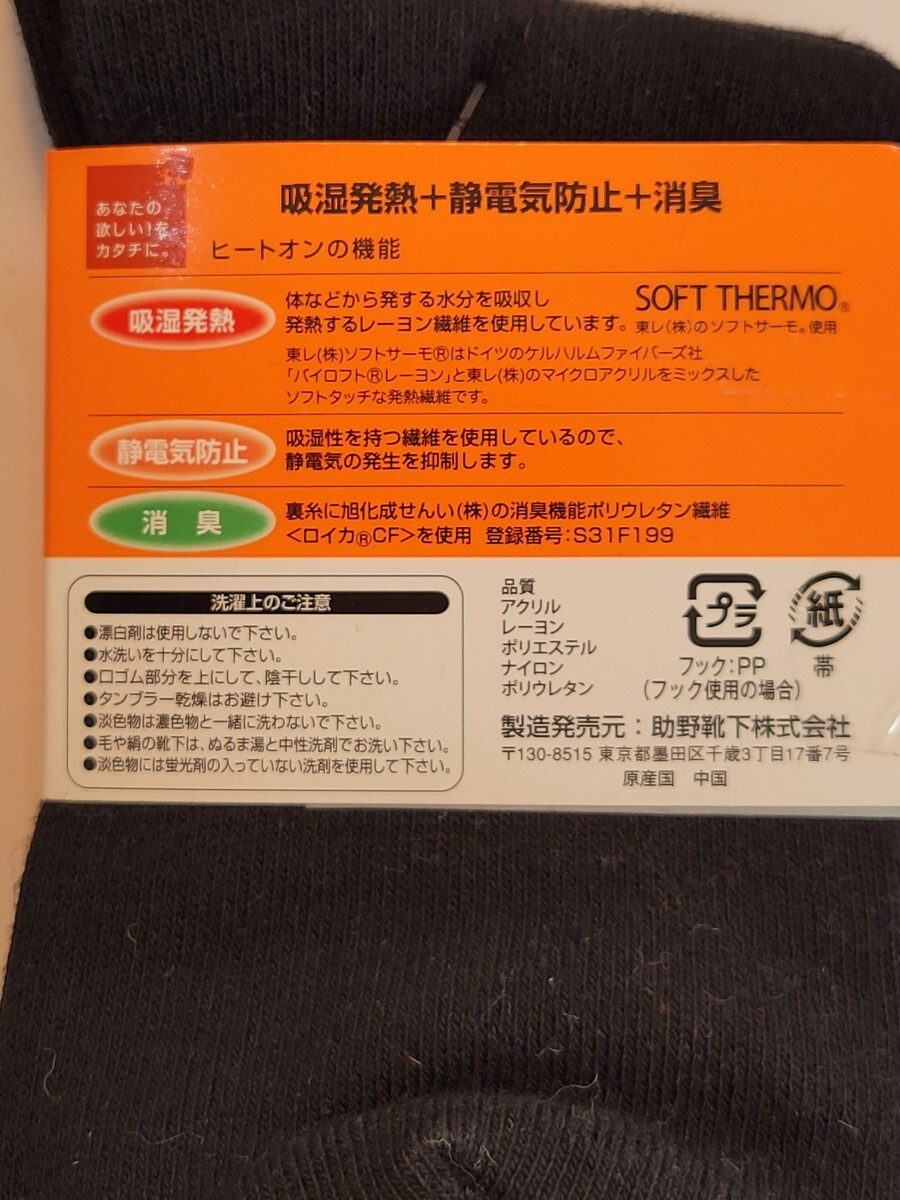 あなたの
欲しい!を
カタチに。
吸湿発熱+静電気防止+消臭
ヒートオンの機能
吸湿発熱
体などから発する水分を吸収し
発熱するレーヨン繊維を使用しています。
SOFT THERMO®
東レ(株)のソフトサーモ®使用
東レ(株)ソフトサーモ®はドイツのケルハルムファイバーズ社
「バイロフト®レーヨン」と東レ(株)のマイクロアクリルをミックスした
ソフトタッチな発熱繊維です。
静電気防止
吸湿性を持つ繊維を使用しているので、
静電気の発生を抑制します。
消臭
裏糸に旭化成せんい(株)の消臭機能ポリウレタン繊維
<ロイカ®CF>を使用 登録番号:S31F199
洗濯上のご注意
●漂白剤は使用しないで下さい。
●水洗いを十分にして下さい。
●口ゴム部分を上にして、陰干しして下さい。
●タンブラー乾燥はお避け下さい。
●淡色物は濃色物と一緒に洗わないで下さい。
●毛や絹の靴下は、ぬるま湯と中性洗剤でお洗い下さい。
●淡色物には蛍光剤の入っていない洗剤を使用して下さい。
品質
アクリル
レーヨン
ポリエステル
ナイロン
ポリウレタン
プラ
フック:PP
(フック使用の場合)
紙
帯
製造発売元:助野靴下株式会社
〒130-8515 東京都墨田区千歳3丁目17番7号
原産国 中国